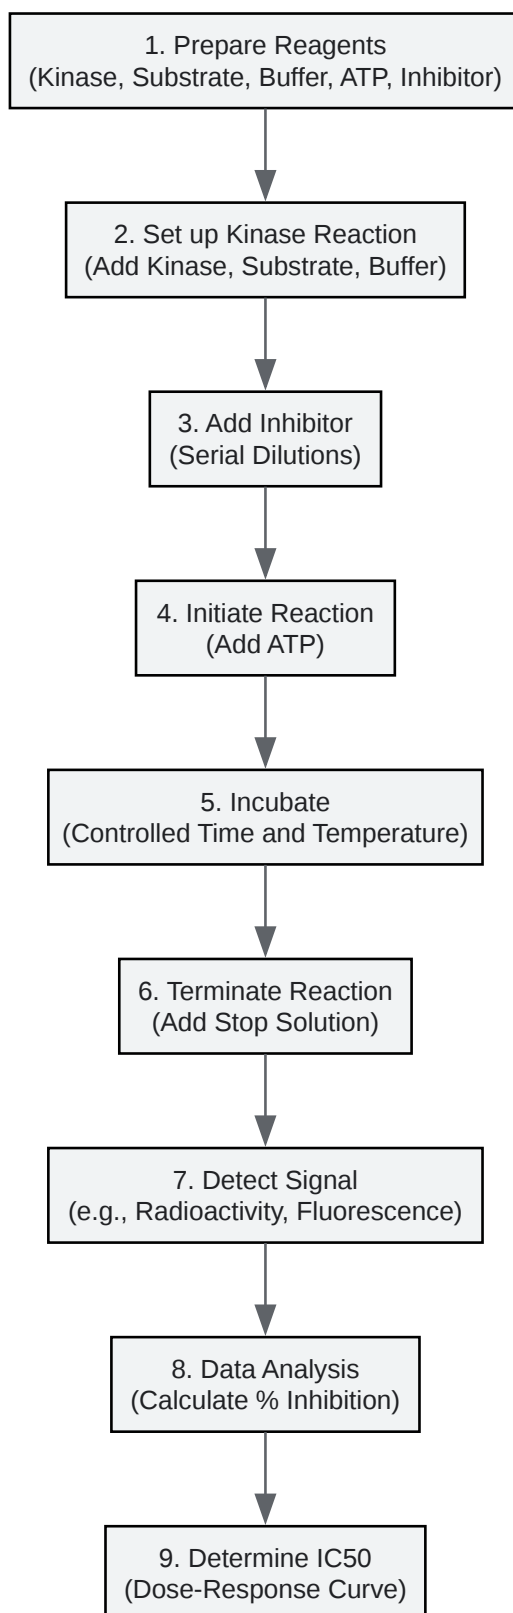 1. Prepare Reagents
(Kinase, Substrate, Buffer, ATP, Inhibitor)
2. Set up Kinase Reaction
(Add Kinase, Substrate, Buffer)
3. Add Inhibitor
(Serial Dilutions)
4. Initiate Reaction
(Add ATP)
5. Incubate
(Controlled Time and Temperature)
6. Terminate Reaction
(Add Stop Solution)
7. Detect Signal
(e.g., Radioactivity, Fluorescence)
8. Data Analysis
(Calculate % Inhibition)
9. Determine IC50
(Dose-Response Curve)